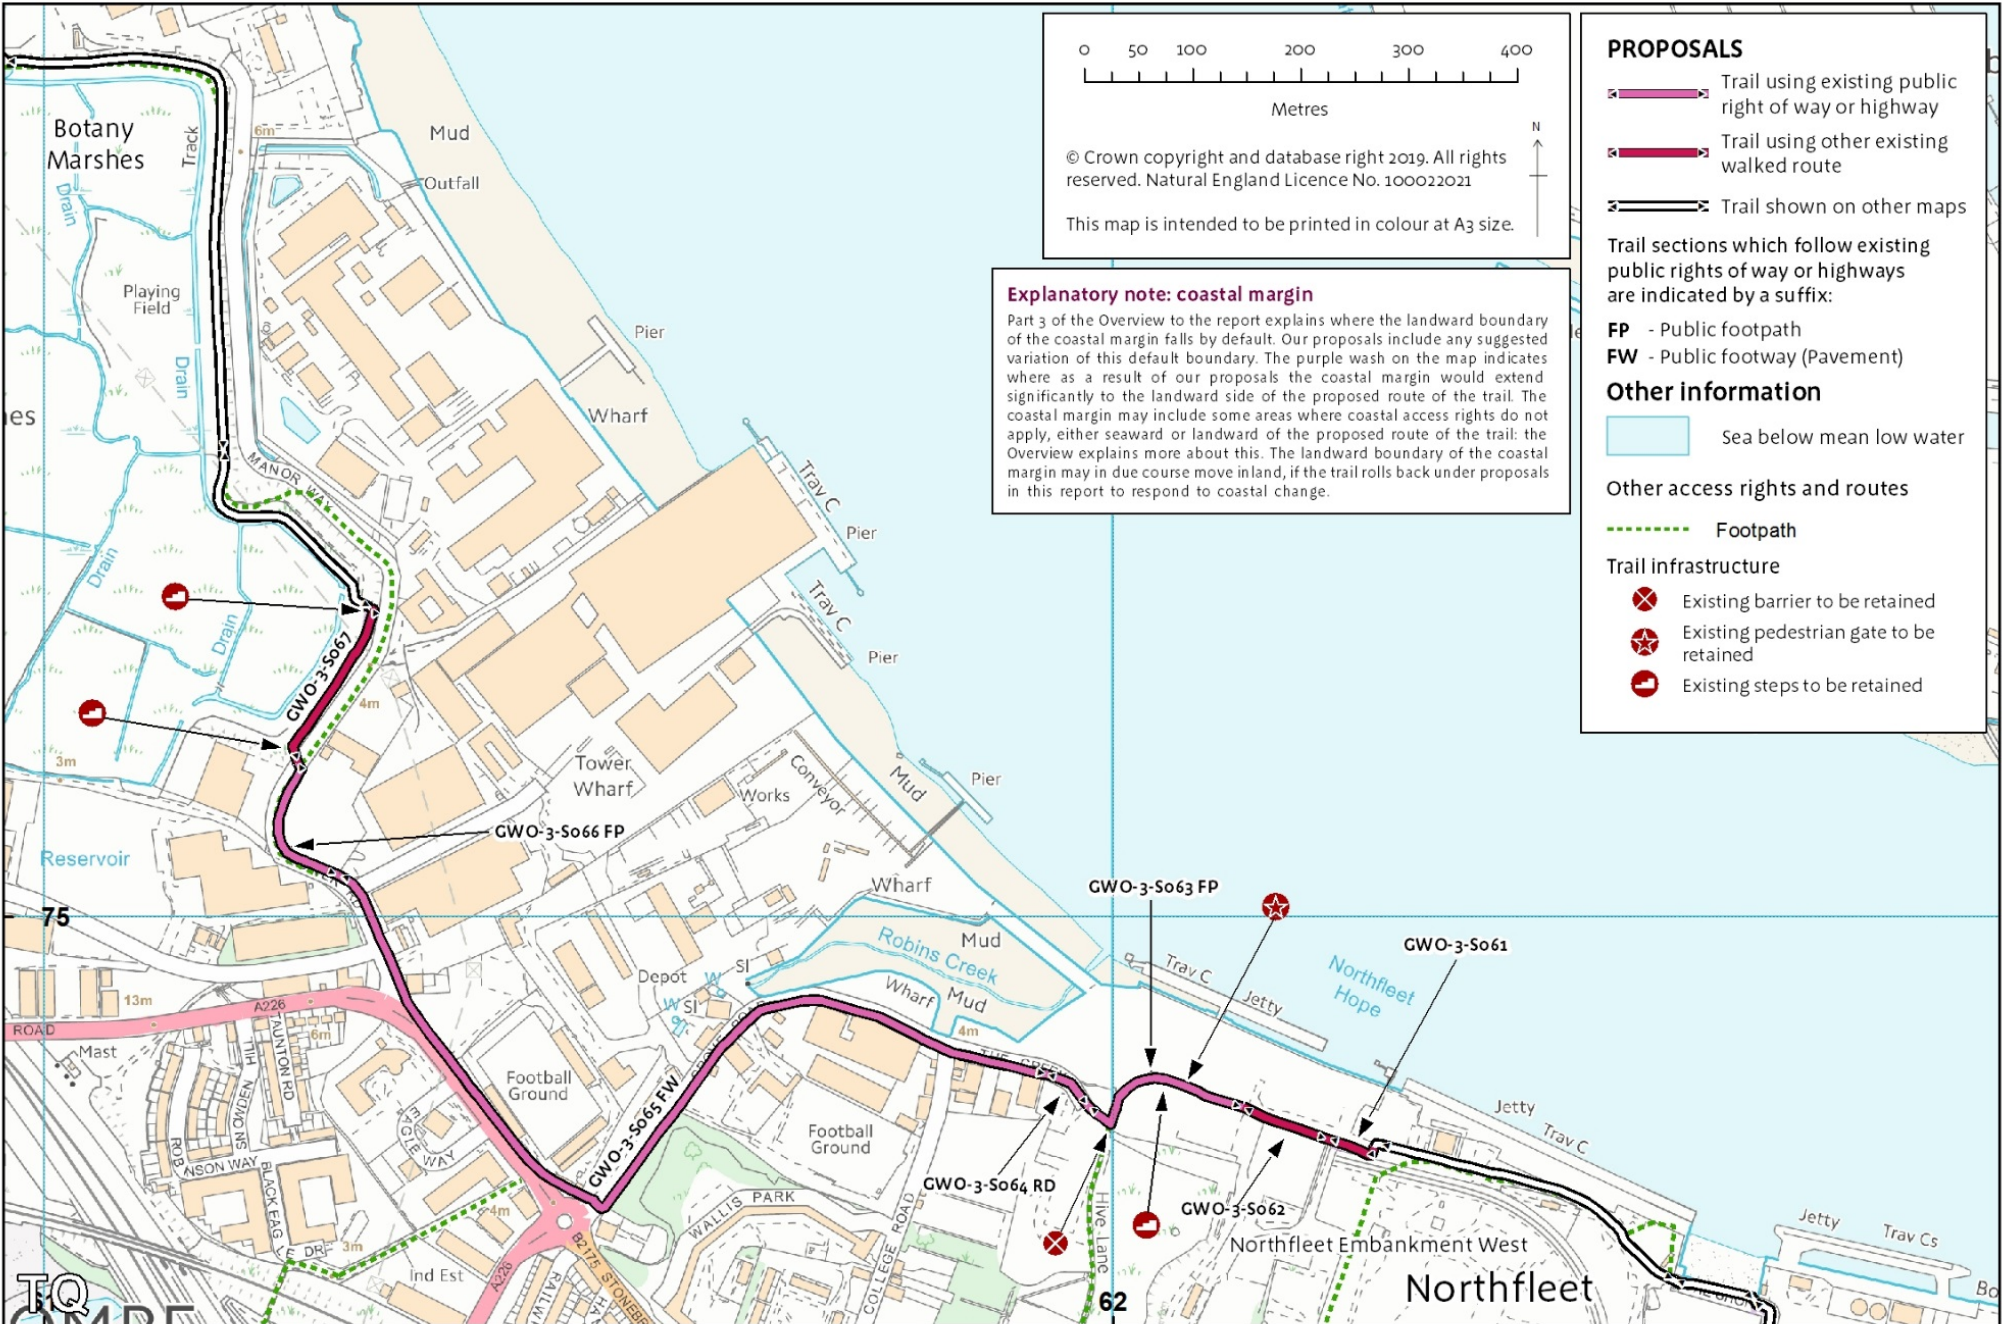 Botany
Marshes
Track
6m
Drain
Mud
Outfall
Playing
Field
Drain
Pier
Wharf
MANOR WAY
Trav C
Pier
Drain
Drain
Trav C
Pier
GWO-3-S067
4m
3m
Tower
Wharf
Conveyor
Works
Mud
Pier
GWO-3-S066 FP
Reservoir
75
Wharf
GWO-3-S063 FP
Robins Creek
Mud
Wharf
Mud
4m
Depot
W
Sl
W
Sl
Trav C
Jetty
Northfleet
Hope
GWO-3-S061
13m
A226
ROAD
Mast
6m
TAUNTON RD
SNOWDEN HILL
ROBINSON WAY
BLACK EAGLE DR
EAGLE WAY
Football
Ground
GWO-3-S065 FW
THE CREEK
Football
Ground
GWO-3-S064 RD
GWO-3-S062
Jetty
Trav C
WALLIS PARK
COLLEGE ROAD
Hive Lane
4m
3m
Ind Est
A226
B2175
Northfleet Embankment West
Northfleet
Jetty
Trav Cs
TQ
62
0 50 100 200 300 400
Metres
N
© Crown copyright and database right 2019. All rights
reserved. Natural England Licence No. 100022021
This map is intended to be printed in colour at A3 size.
Explanatory note: coastal margin
Part 3 of the Overview to the report explains where the landward boundary
of the coastal margin falls by default. Our proposals include any suggested
variation of this default boundary. The purple wash on the map indicates
where as a result of our proposals the coastal margin would extend
significantly to the landward side of the proposed route of the trail. The
coastal margin may include some areas where coastal access rights do not
apply, either seaward or landward of the proposed route of the trail: the
Overview explains more about this. The landward boundary of the coastal
margin may in due course move inland, if the trail rolls back under proposals
in this report to respond to coastal change.
PROPOSALS
Trail using existing public
right of way or highway
Trail using other existing
walked route
Trail shown on other maps
Trail sections which follow existing
public rights of way or highways
are indicated by a suffix:
FP - Public footpath
FW - Public footway (Pavement)
Other information
Sea below mean low water
Other access rights and routes
Footpath
Trail infrastructure
Existing barrier to be retained
Existing pedestrian gate to be
retained
Existing steps to be retained